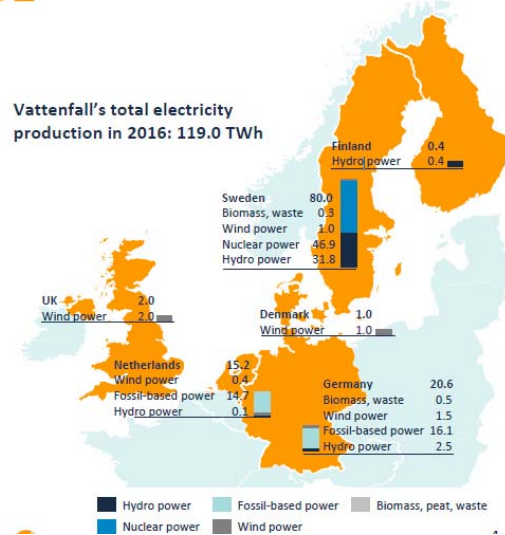 Vattenfall's total electricity
production in 2016: 119.0 TWh
Finland 0.4
Hydro power 0.4
Sweden 80.0
Biomass, waste 0.3
Wind power 1.0
Nuclear power 46.9
Hydro power 31.8
UK 2.0
Wind power 2.0
Denmark 1.0
Wind power 1.0
Netherlands 15.2
Wind power 0.4
Fossil-based power 14.7
Hydro power 0.1
Germany 20.6
Biomass, waste 0.5
Wind power 1.5
Fossil-based power 16.1
Hydro power 2.5
Hydro power Fossil-based power Biomass, peat, waste
Nuclear power Wind power